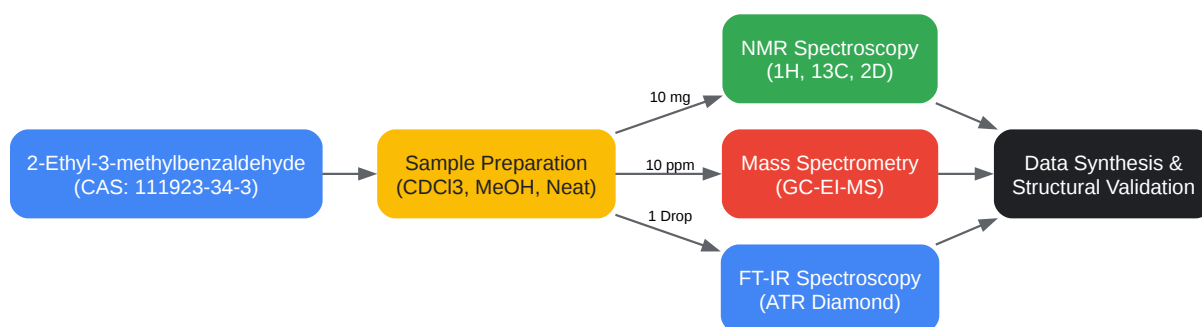 2-Ethyl-3-methylbenzaldehyde
(CAS: 111923-34-3)
Sample Preparation
(CDCl3, MeOH, Neat)
10 mg
10 ppm
1 Drop
NMR Spectroscopy
(1H, 13C, 2D)
Mass Spectrometry
(GC-EI-MS)
FT-IR Spectroscopy
(ATR Diamond)
Data Synthesis &
Structural Validation